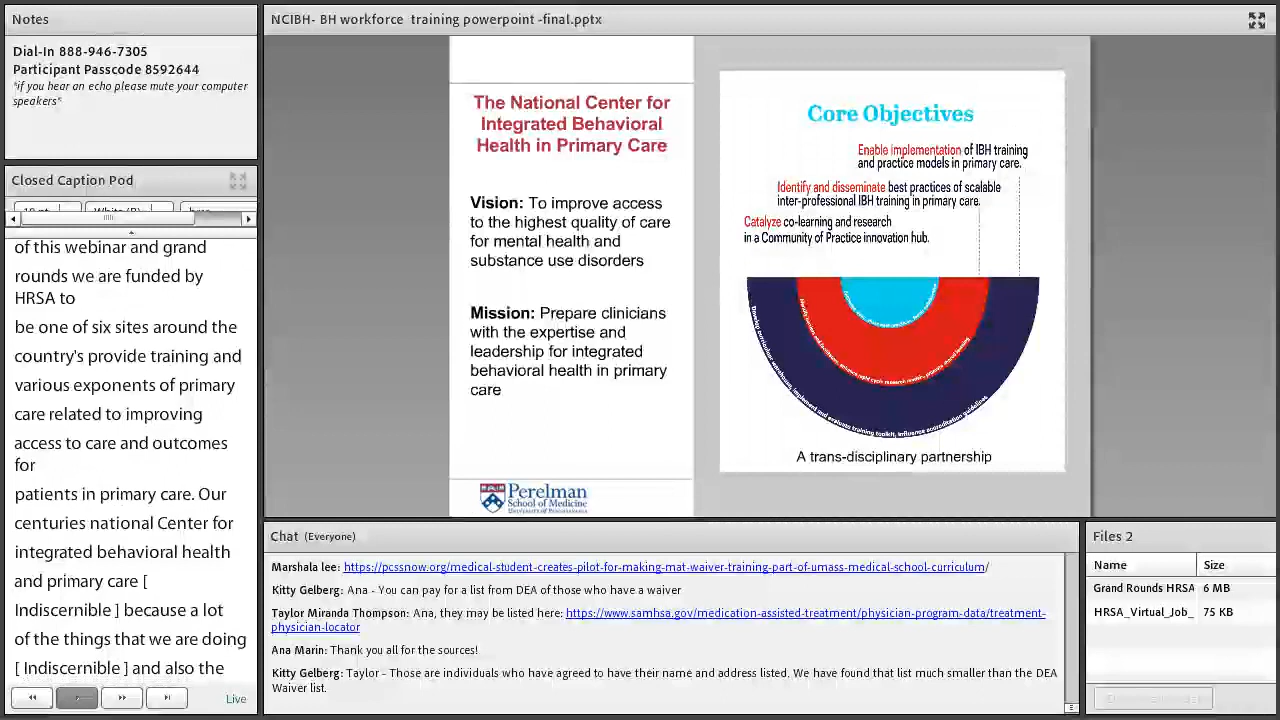 Notes
Dial-In 888-946-7305
Participant Passcode 8592644
*if you hear an echo please mute your computer
speakers*
Closed Caption Pod
of this webinar and grand
rounds we are funded by
HRSA to
be one of six sites around the
country's provide training and
various exponents of primary
care related to improving
access to care and outcomes
for
patients in primary care. Our
centuries national Center for
integrated behavioral health
and primary care [
Indiscernible ] because a lot
of the things that we are doing
[ Indiscernible ] and also the
Live
NCIBH- BH workforce training powerpoint -final.pptx
The National Center for
Integrated Behavioral
Health in Primary Care
Vision: To improve access
to the highest quality of care
for mental health and
substance use disorders
Mission: Prepare clinicians
with the expertise and
leadership for integrated
behavioral health in primary
care
Perelman
School of Medicine
University of Pennsylvania
Core Objectives
Enable implementation of IBH training
and practice models in primary care.
Identify and disseminate best practices of scalable
inter-professional IBH training in primary care.
Catalyze co-learning and research
in a Community of Practice innovation hub.
A trans-disciplinary partnership
Chat (Everyone)
Marshala lee: https://pcssnow.org/medical-student-creates-pilot-for-making-mat-waiver-training-part-of-umass-medical-school-curriculum/
Kitty Gelberg: Ana - You can pay for a list from DEA of those who have a waiver
Taylor Miranda Thompson: Ana, they may be listed here: https://www.samhsa.gov/medication-assisted-treatment/physician-program-data/treatment-
physician-locator
Ana Marin: Thank you all for the sources!
Kitty Gelberg: Taylor - Those are individuals who have agreed to have their name and address listed. We have found that list much smaller than the DEA
Waiver list.
Files 2
Name Size
Grand Rounds HRSA 6 MB
HRSA_Virtual_Job_ 75 KB